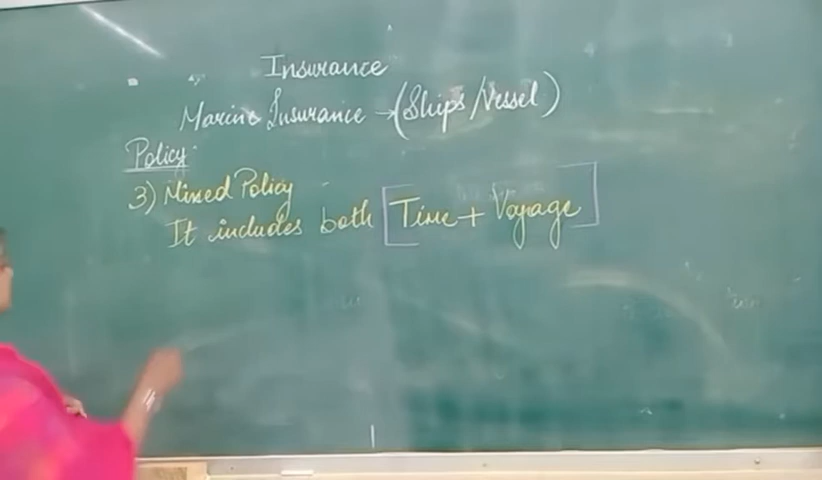 Insurance
Marine Insurance → (Ships/Vessel)
Policy
3) Mixed Policy
It includes both [Time + Voyage]